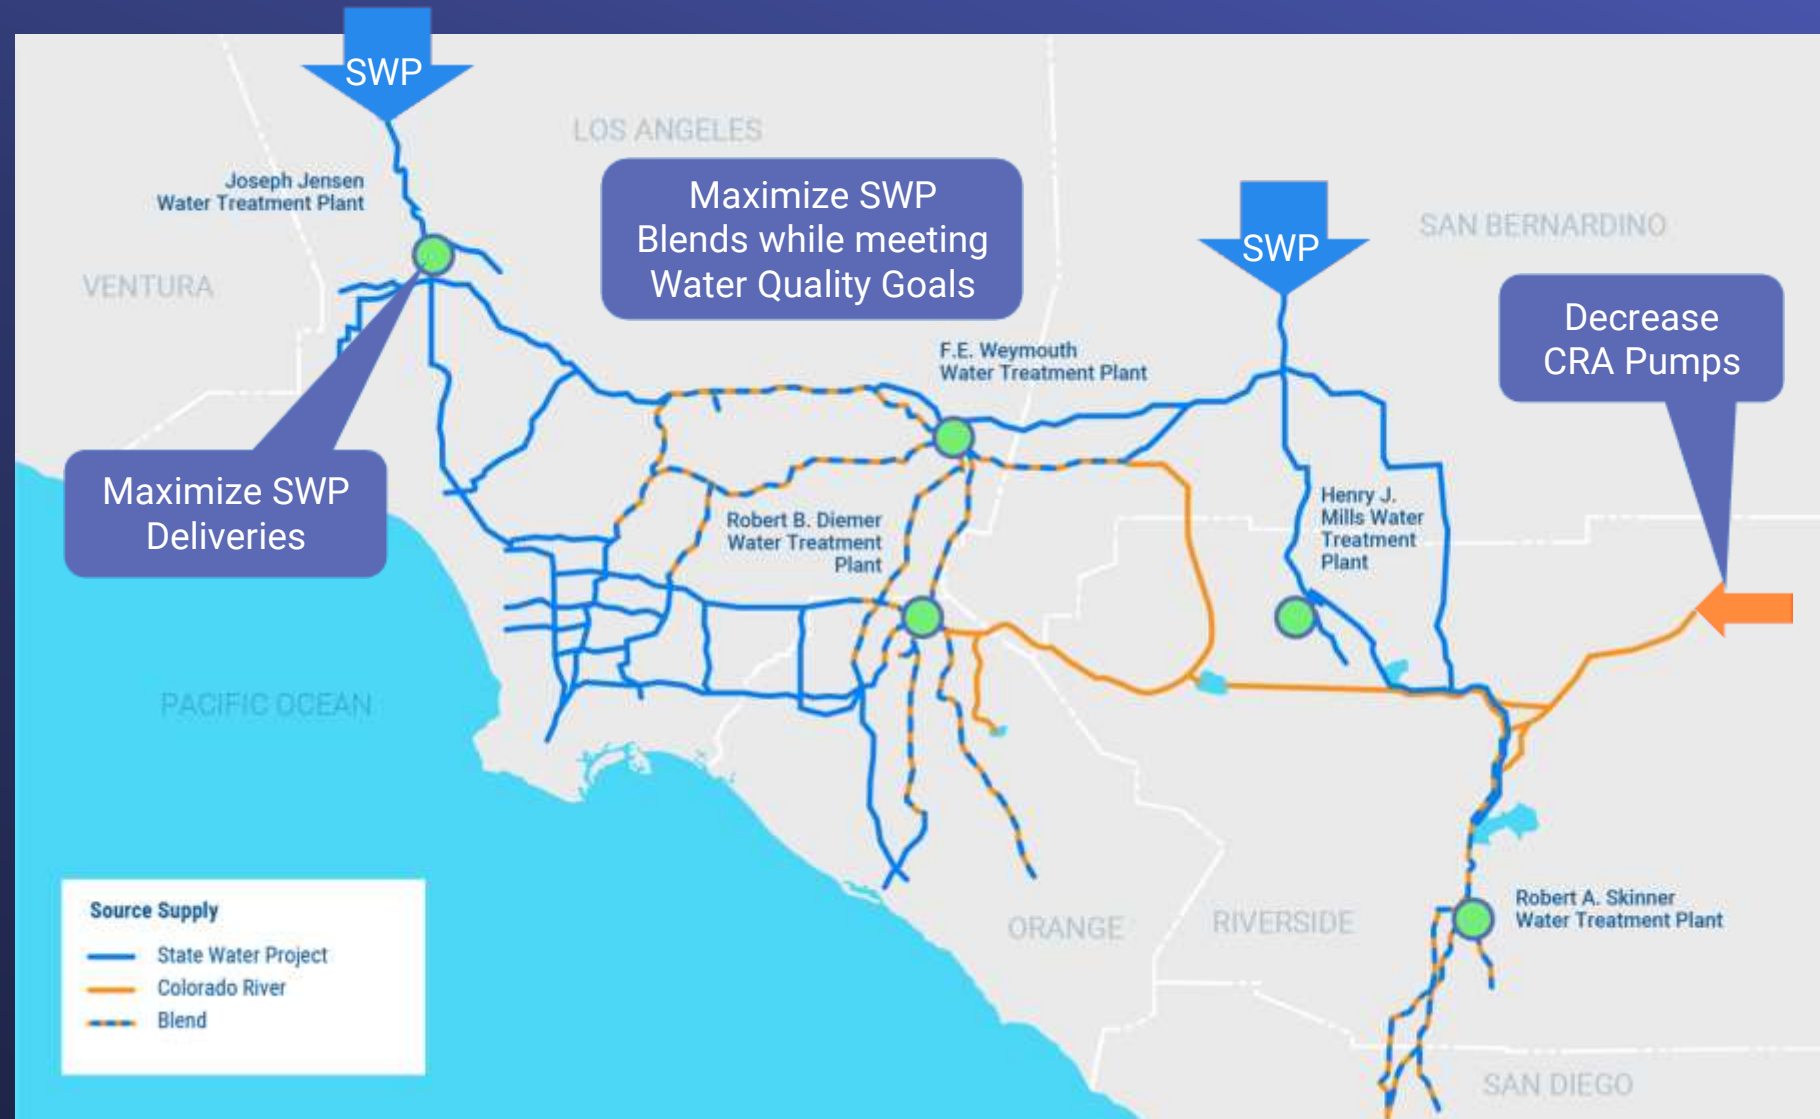 SWP
LOS ANGELES
Joseph Jensen
Water Treatment Plant
Maximize SWP
Blends while meeting
Water Quality Goals
SWP
SAN BERNARDINO
VENTURA
Decrease
CRA Pumps
F.E. Weymouth
Water Treatment Plant
Maximize SWP
Deliveries
Henry J.
Mills Water
Treatment
Plant
Robert B. Diemer
Water Treatment
Plant
PACIFIC OCEAN
Robert A. Skinner
Water Treatment Plant
ORANGE
RIVERSIDE
Source Supply
State Water Project
Colorado River
Blend
SAN DIEGO